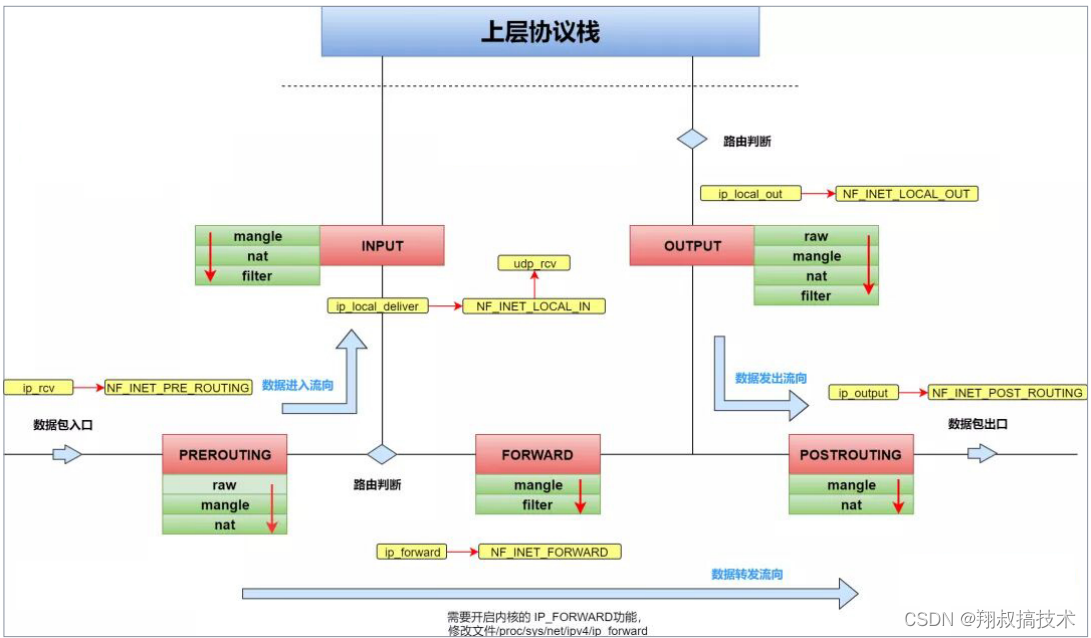 上层协议栈
路由判断
ip_local_out
NF_INET_LOCAL_OUT
mangle
nat
filter
INPUT
OUTPUT
raw
mangle
nat
filter
udp_rcv
ip_local_deliver
NF_INET_LOCAL_IN
ip_rcv
NF_INET_PRE_ROUTING
数据进入流向
数据发出流向
ip_output
NF_INET_POST_ROUTING
数据包入口
数据包出口
PREROUTING
raw
mangle
nat
路由判断
FORWARD
mangle
filter
POSTROUTING
mangle
nat
ip_forward
NF_INET_FORWARD
数据转发流向
需要开启内核的 IP_FORWARD功能，
修改文件/proc/sys/net/ipv4/ip_forward
CSDN @翔叔搞技术